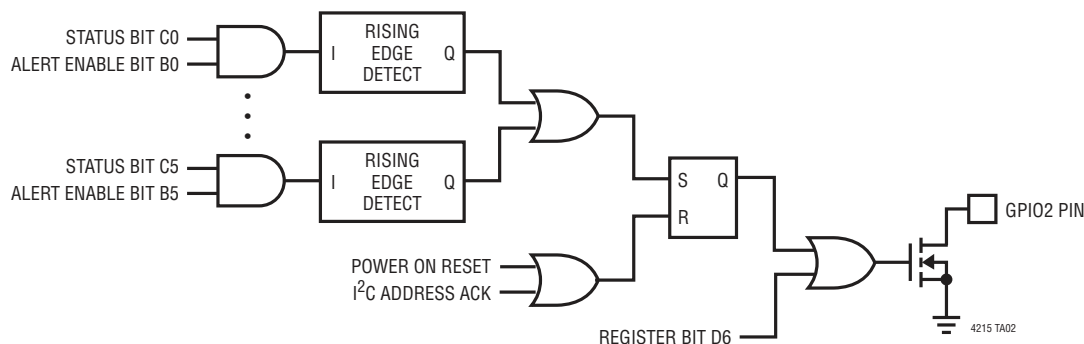 STATUS BIT C0
ALERT ENABLE BIT B0
I
RISING
EDGE
DETECT
Q
STATUS BIT C5
ALERT ENABLE BIT B5
I
RISING
EDGE
DETECT
Q
S
Q
R
POWER ON RESET
I²C ADDRESS ACK
REGISTER BIT D6
GPIO2 PIN
4215 TA02